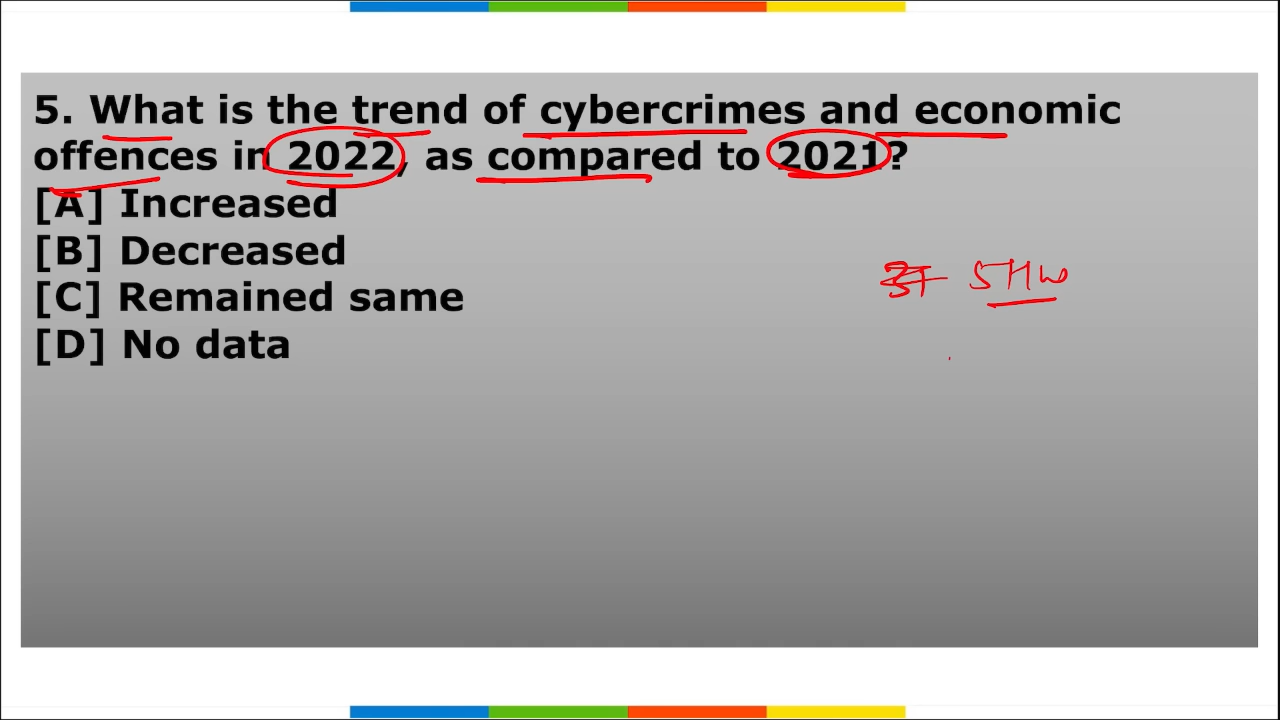 5. What is the trend of cybercrimes and economic
offences in 2022, as compared to 2021?
[A] Increased
[B] Decreased
[C] Remained same
[D] No data